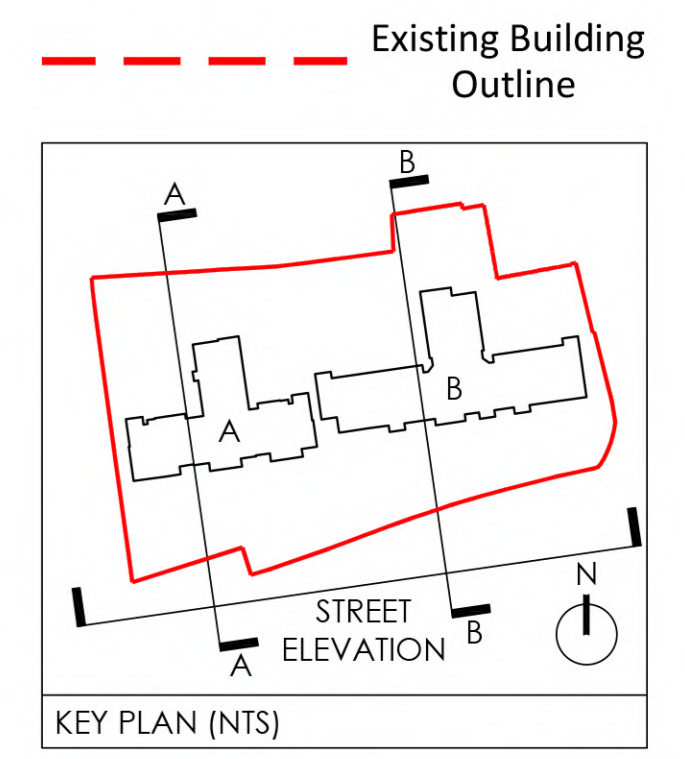 Existing Building
Outline
A
B
A
B
STREET
ELEVATION
A
B
N
KEY PLAN (NTS)